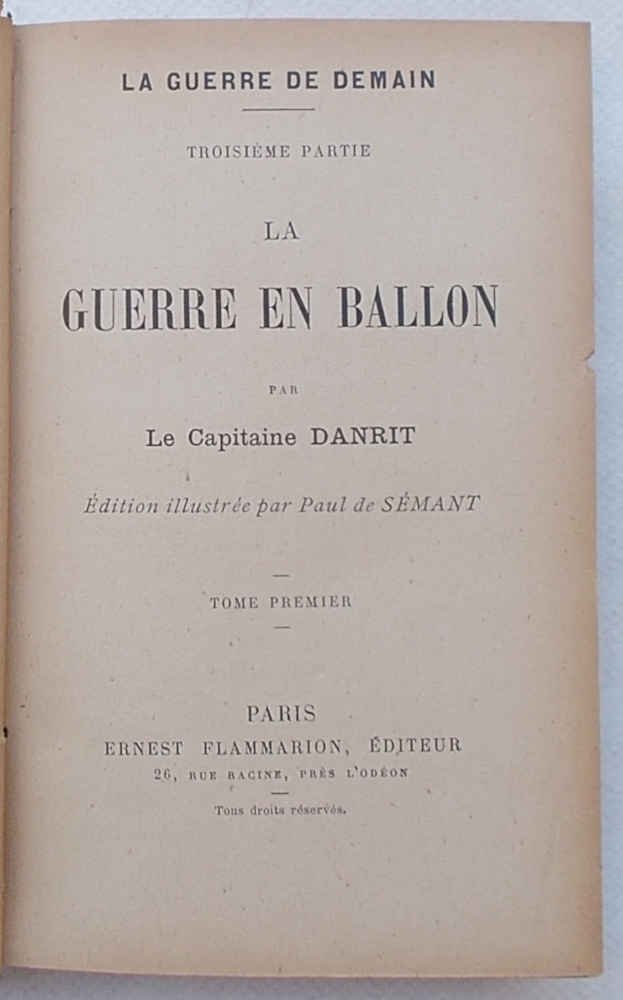 LA GUERRE DE DEMAIN
TROISIÈME PARTIE
LA
GUERRE EN BALLON
PAR
Le Capitaine DANRIT
Édition illustrée par Paul de SÉMANT
TOME PREMIER
PARIS
ERNEST FLAMMARION, ÉDITEUR
26, RUE RACINE, PRÈS L'ODÉON
Tous droits réservés.